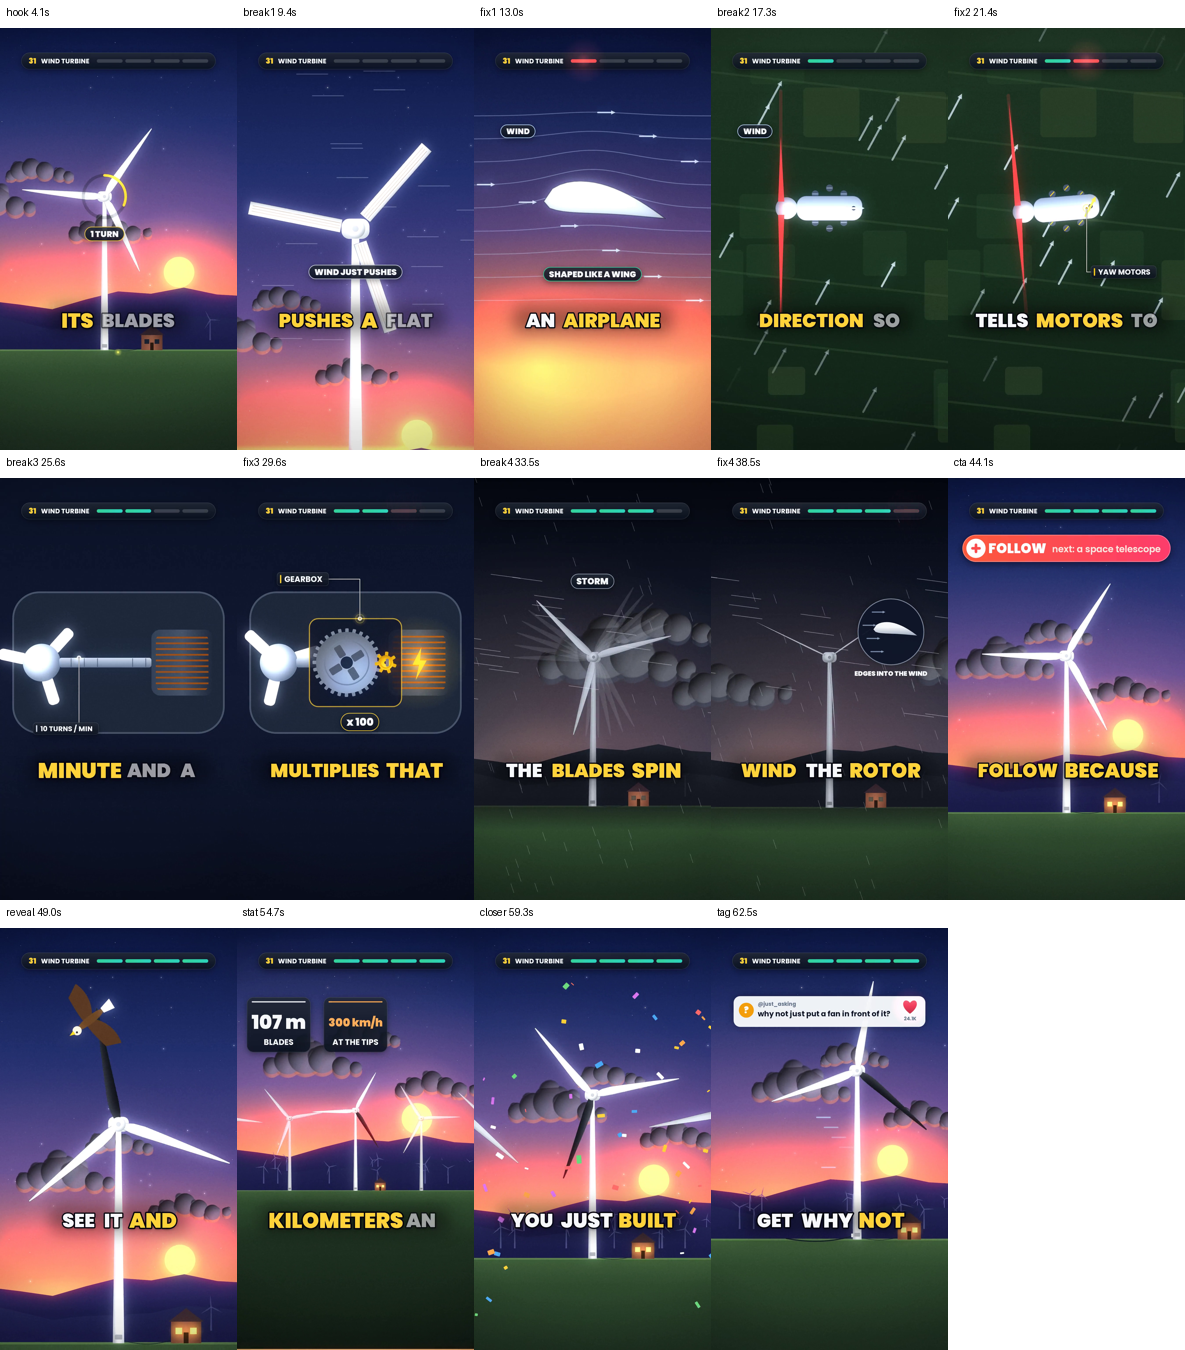 hook 4.1s
31 WIND TURBINE
1 TURN
ITS BLADES
break1 9.4s
31 WIND TURBINE
WIND JUST PUSHES
PUSHES A FLAT
fix1 13.0s
31 WIND TURBINE
WIND
SHAPED LIKE A WING
AN AIRPLANE
break2 17.3s
31 WIND TURBINE
WIND
DIRECTION SO
fix2 21.4s
31 WIND TURBINE
YAW MOTORS
TELLS MOTORS TO
break3 25.6s
31 WIND TURBINE
10 TURNS / MIN
MINUTE AND A
fix3 29.6s
31 WIND TURBINE
GEARBOX
x 100
MULTIPLIES THAT
break4 33.5s
31 WIND TURBINE
STORM
THE BLADES SPIN
fix4 38.5s
31 WIND TURBINE
EDGES INTO THE WIND
WIND THE ROTOR
cta 44.1s
31 WIND TURBINE
FOLLOW next: a space telescope
FOLLOW BECAUSE
reveal 49.0s
31 WIND TURBINE
SEE IT AND
stat 54.7s
31 WIND TURBINE
107 m
BLADES
300 km/h
AT THE TIPS
KILOMETERS AN
closer 59.3s
31 WIND TURBINE
YOU JUST BUILT
tag 62.5s
31 WIND TURBINE
@just_asking
why not just put a fan in front of it?
24.1K
GET WHY NOT